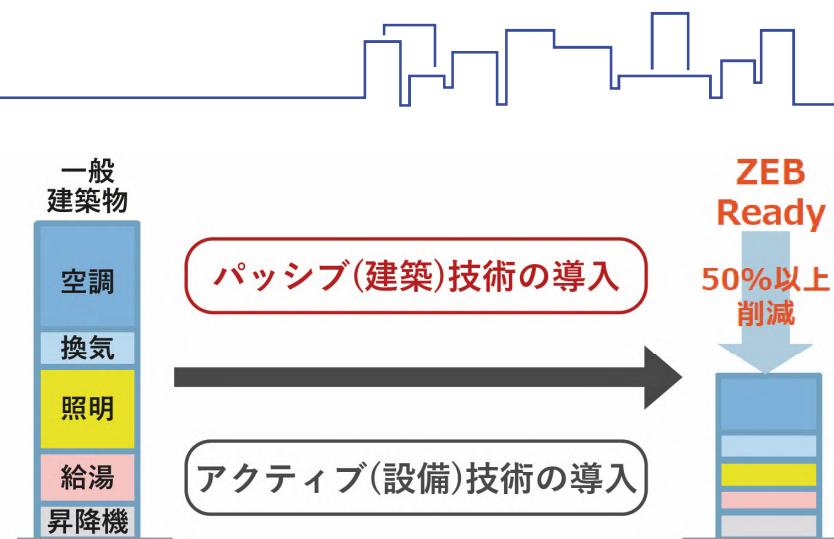 一般
建築物
空調
換気
照明
給湯
昇降機
パッシブ(建築)技術の導入
アクティブ(設備)技術の導入
ZEB
Ready
50%以上
削減